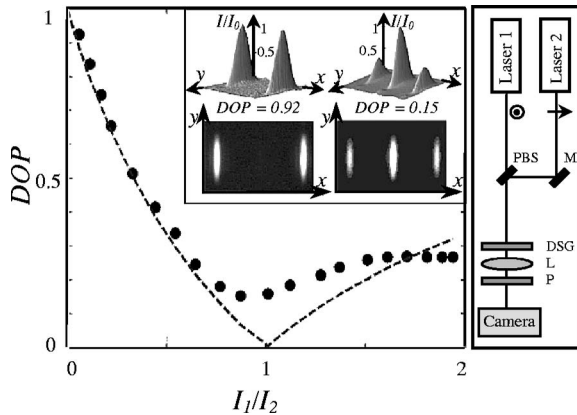 DOP
1
0.5
0
0
1
2
I₁/I₂
I/I₀
1
0.5
y
x
DOP = 0.92
y
x
I/I₀
1
0.5
y
x
DOP = 0.15
y
x
Laser 1
Laser 2
PBS
M
DSG
L
P
Camera